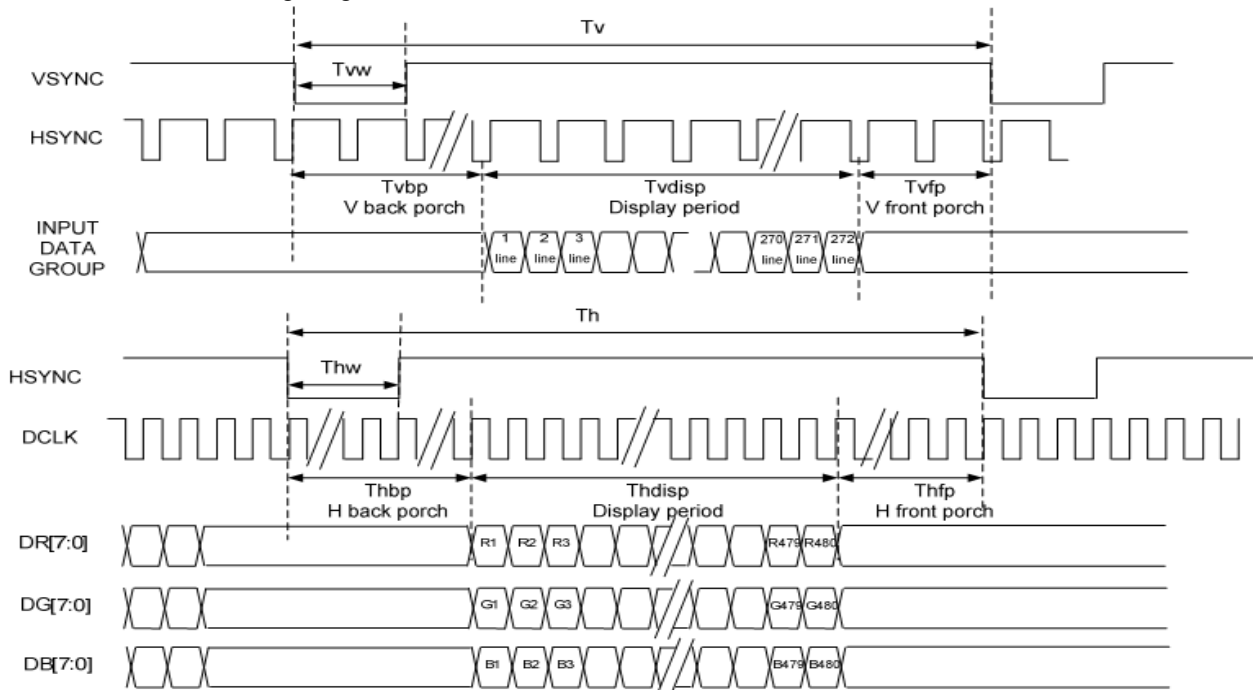 Tv
VSYNC
Tvw
HSYNC
Tvbp Tvdisp Tvfp
V back porch Display period V front porch
INPUT
DATA
GROUP
1 2 3 270 271 272
line line line line line line
Th
HSYNC
Thw
DCLK
Thbp Thdisp Thfp
H back porch Display period H front porch
DR[7:0] R1 R2 R3 R479 R480
DG[7:0] G1 G2 G3 G479 G480
DB[7:0] B1 B2 B3 B479 B480